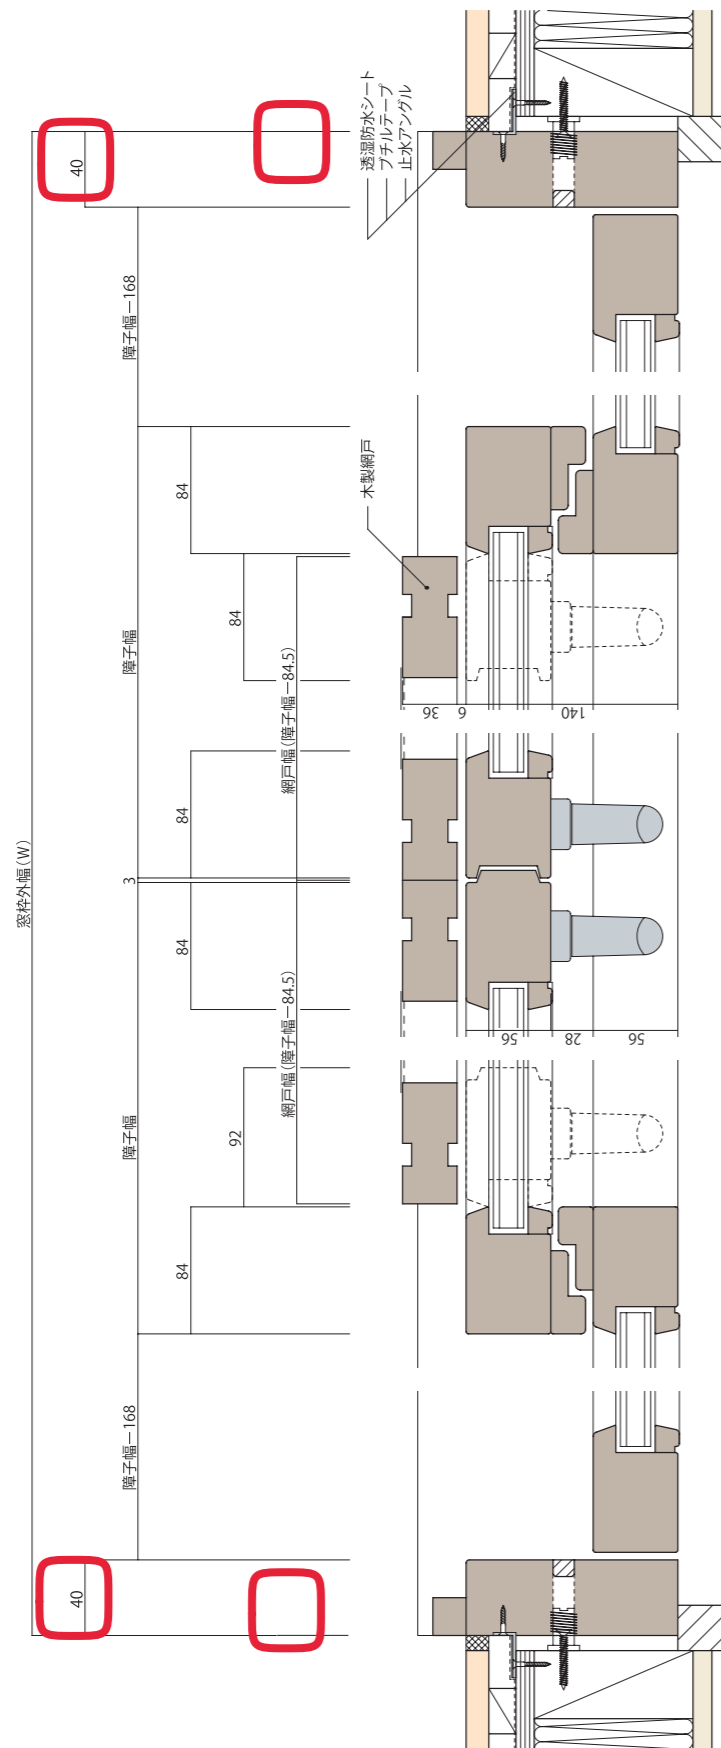 透湿防水シート
ブチルテープ
止水アングル
40
障子幅－168
84
木製網戸
84
障子幅
網戸幅（障子幅－84.5）
36
6
140
84
窓枠外幅（W）
3
84
網戸幅（障子幅－84.5）
56
28
56
障子幅
92
84
障子幅－168
40